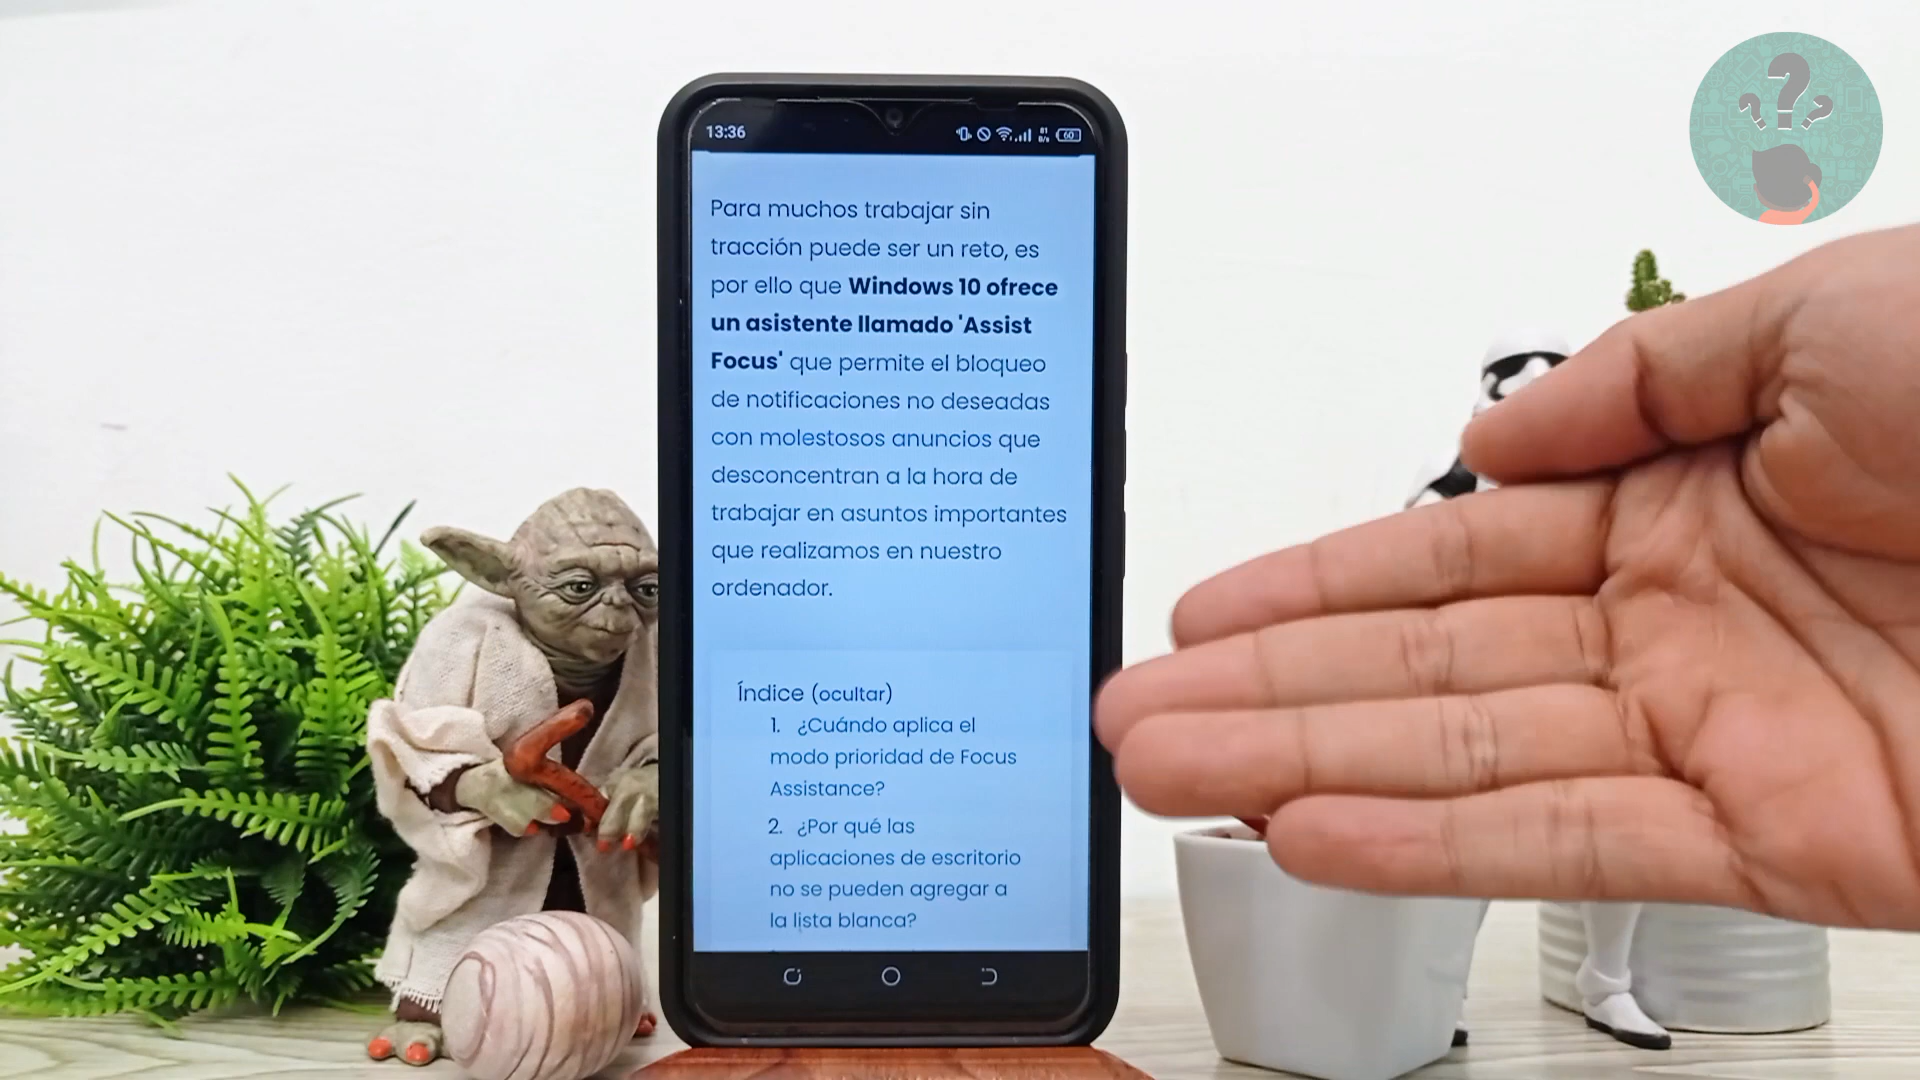 13:36
81
B/s
60
Para muchos trabajar sin
tracción puede ser un reto, es
por ello que Windows 10 ofrece
un asistente llamado 'Assist
Focus' que permite el bloqueo
de notificaciones no deseadas
con molestosos anuncios que
desconcentran a la hora de
trabajar en asuntos importantes
que realizamos en nuestro
ordenador.
Índice (ocultar)
1. ¿Cuándo aplica el
modo prioridad de Focus
Assistance?
2. ¿Por qué las
aplicaciones de escritorio
no se pueden agregar a
la lista blanca?